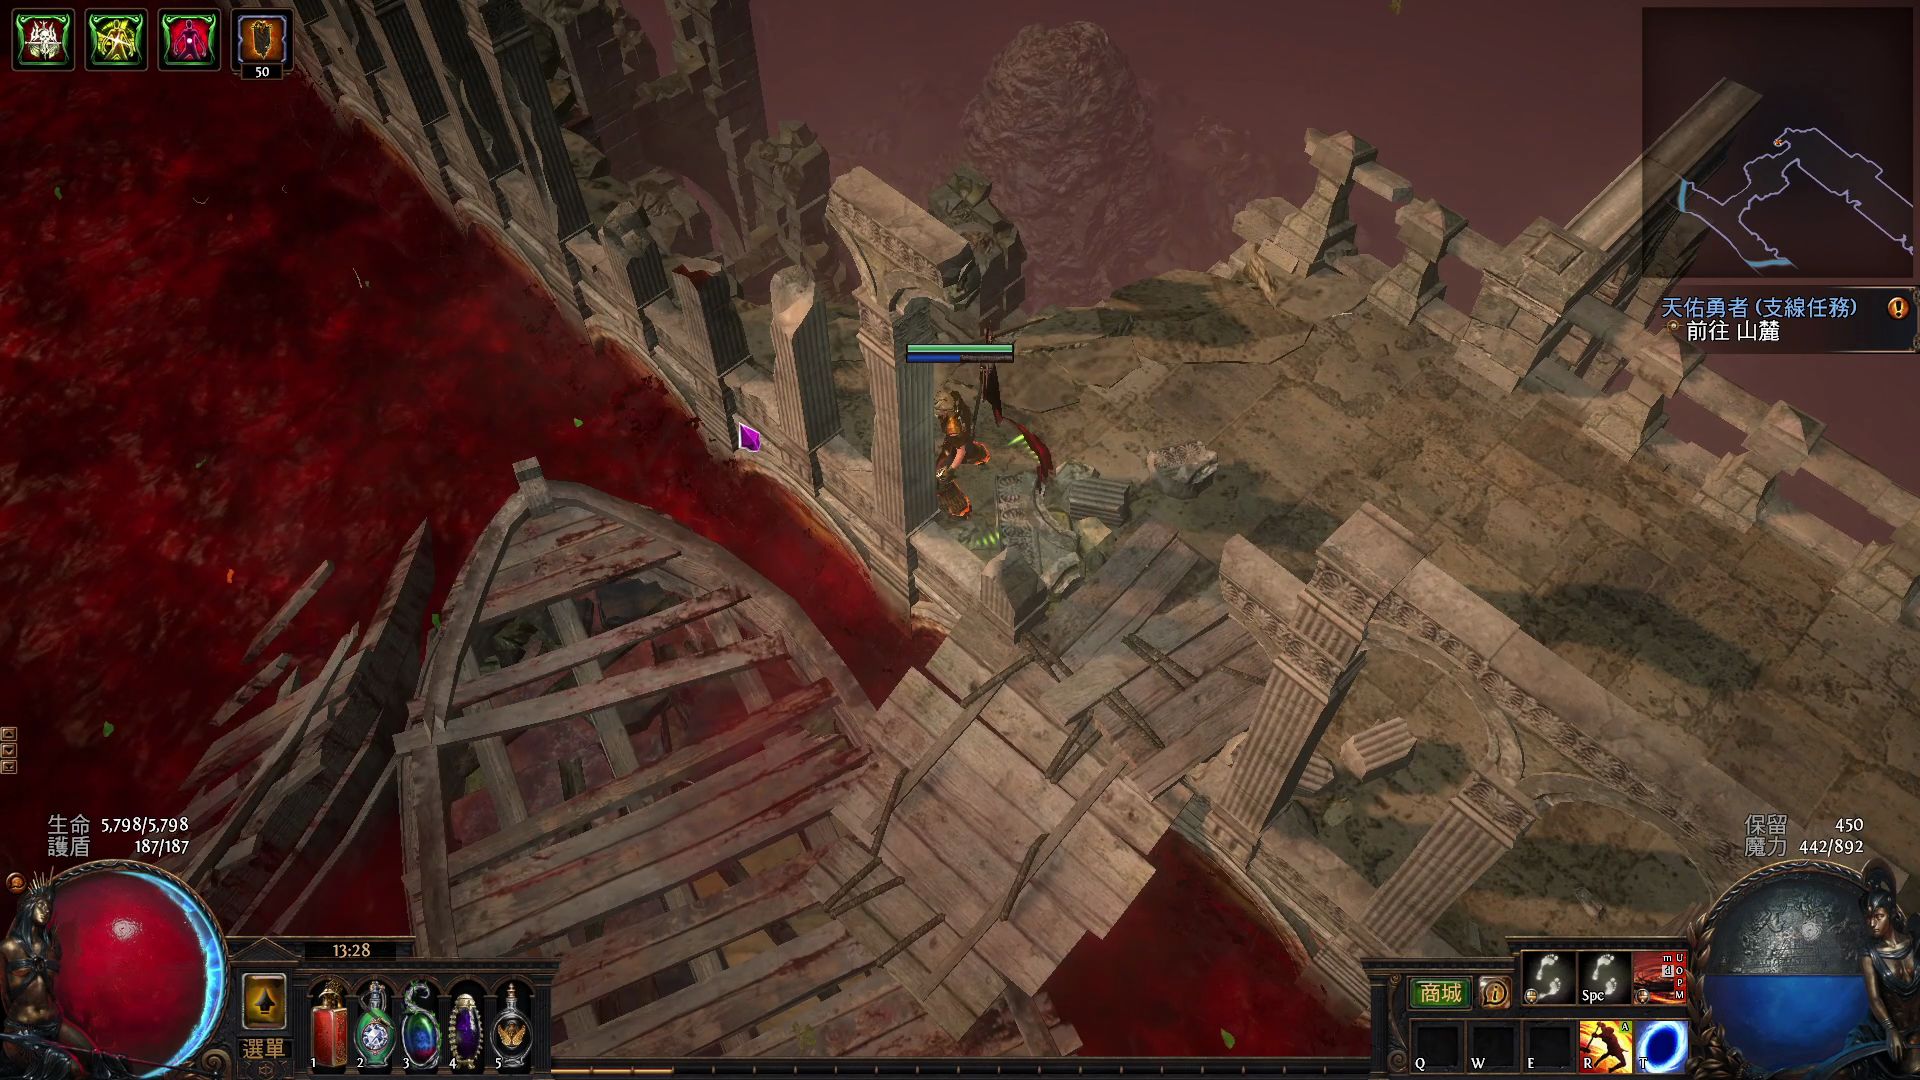 50
天佑勇者 (支線任務)
前往 山麓
生命 5,798/5,798
護盾 187/187
保留 450
魔力 442/892
13:28
選單
1 2 3 4 5
商城
Spc
m U
d O
P
M
Q W E R A T